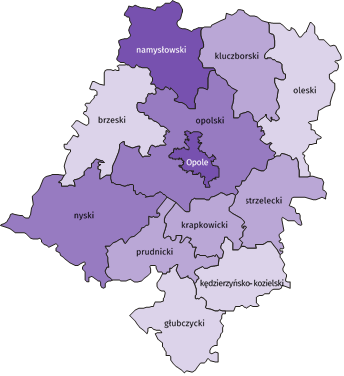 namysłowski
kluczborski
oleski
brzeski
opolski
Opole
strzelecki
nyski
krapkowicki
prudnicki
kędzierzyńsko-kozielski
głubczycki